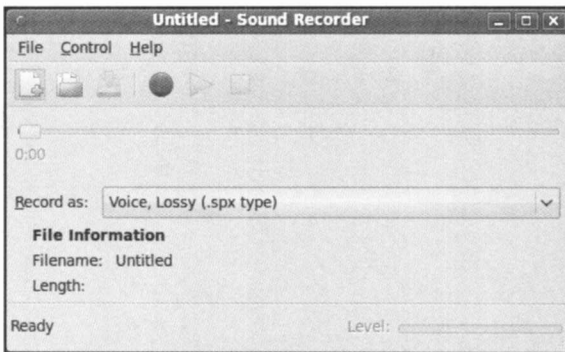 Untitled - Sound Recorder
File Control Help
0:00
Record as: Voice, Lossy (.spx type)
File Information
Filename: Untitled
Length:
Ready Level: